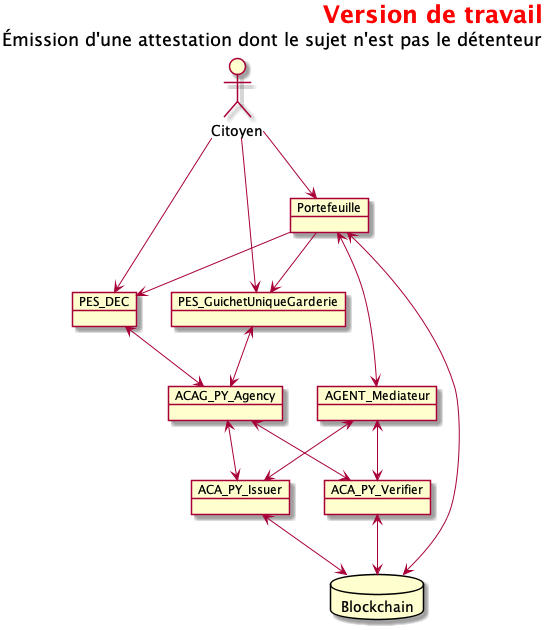 Version de travail
Émission d'une attestation dont le sujet n'est pas le détenteur
Citoyen
Portefeuille
PES_DEC
PES_GuichetUniqueGarderie
ACAG_PY_Agency
AGENT_Mediateur
ACA_PY_Issuer
ACA_PY_Verifier
Blockchain